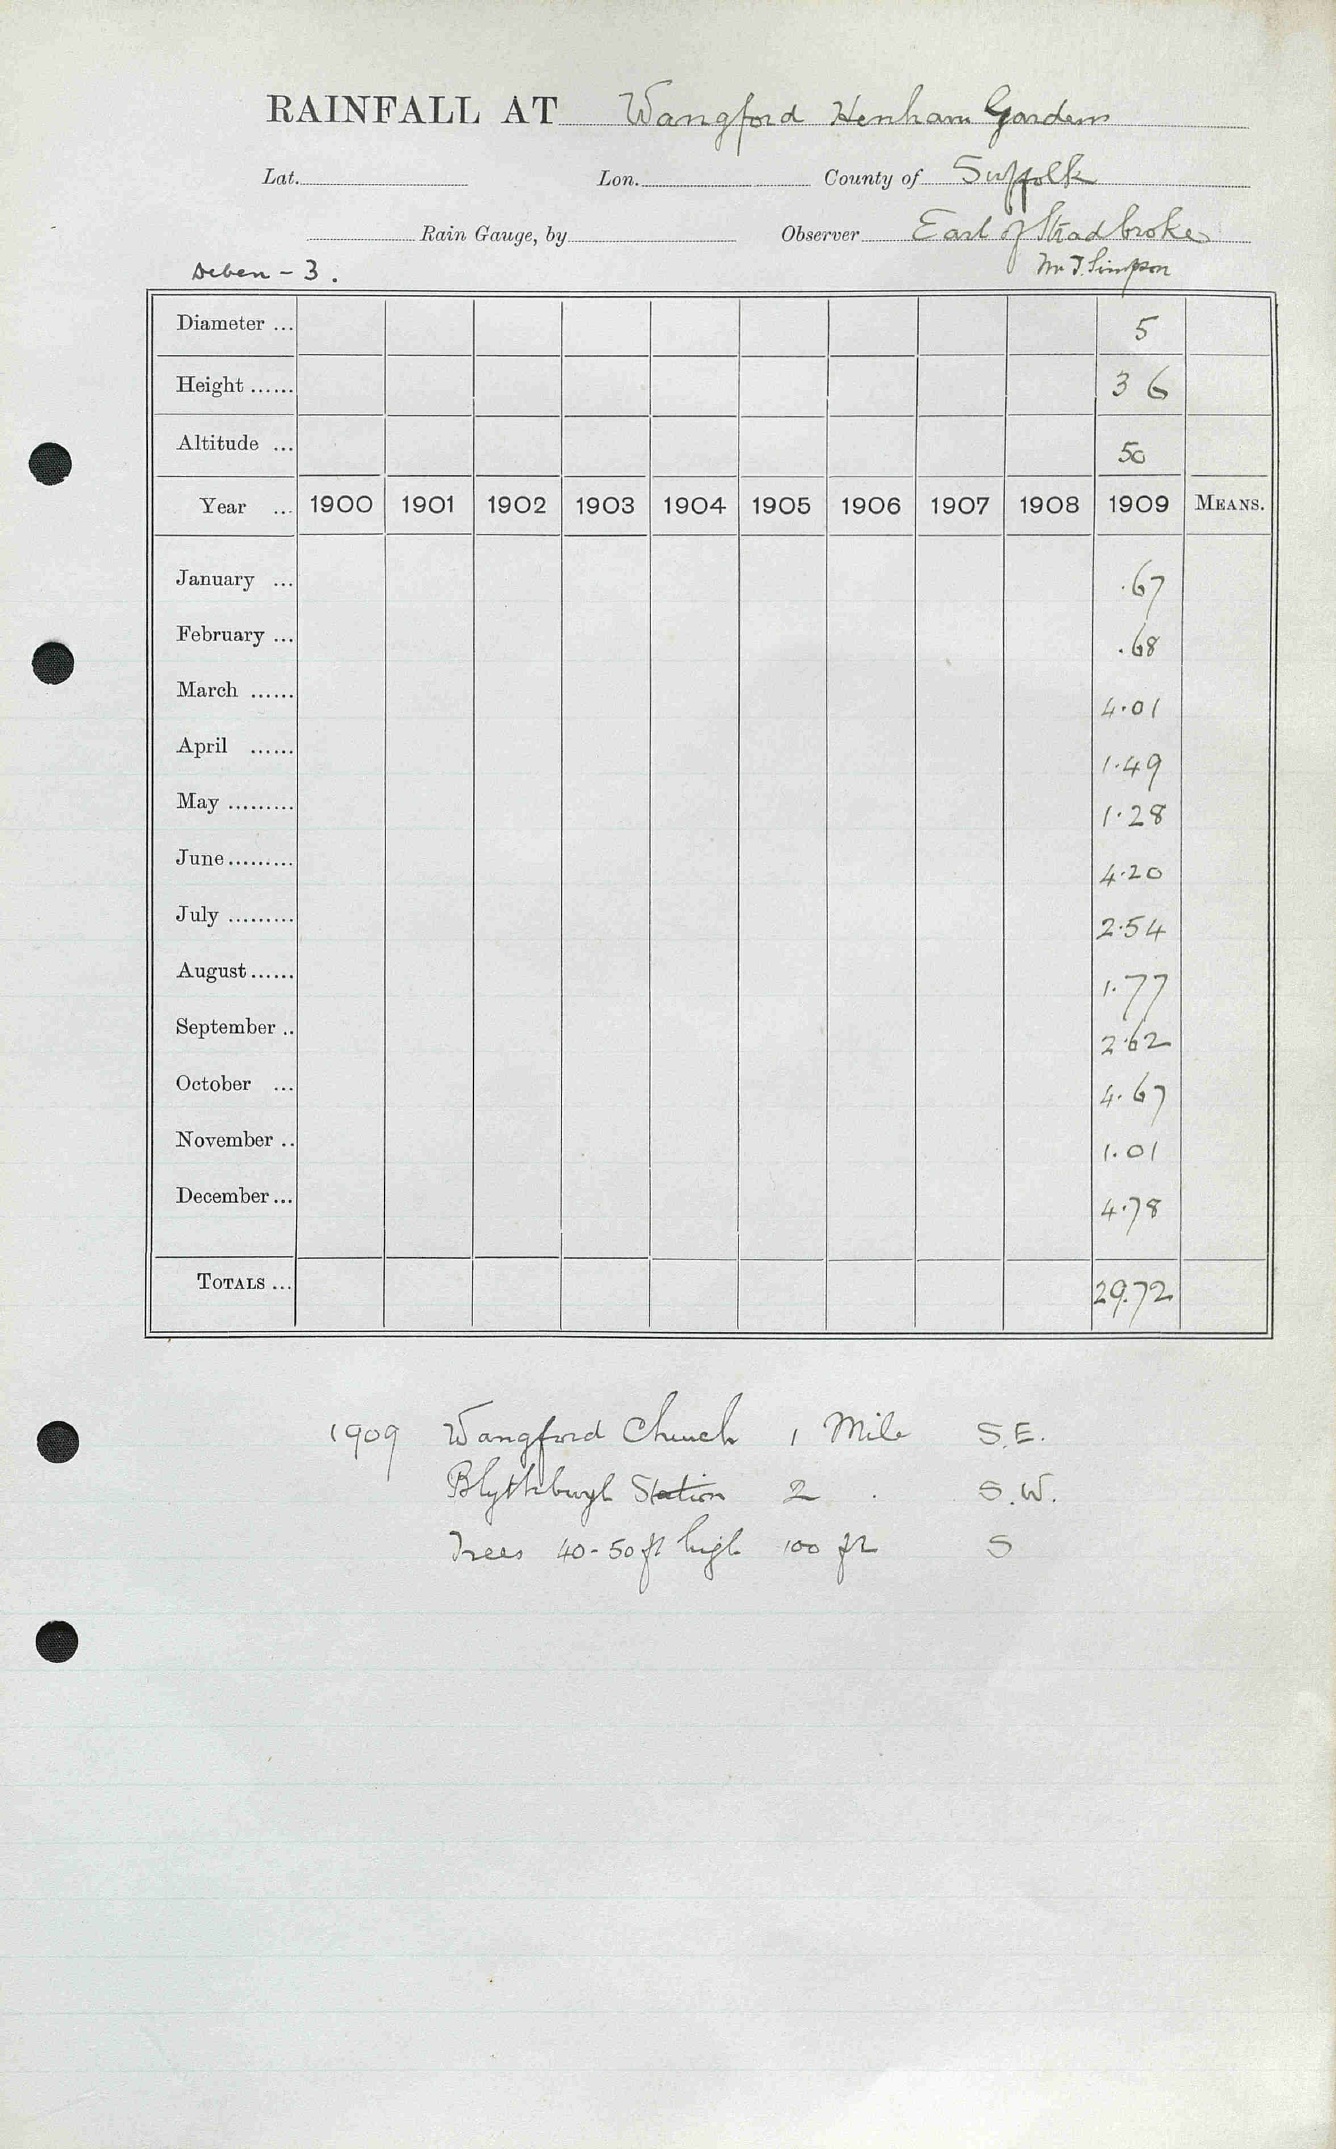 RAINFALL AT Wangford Henham Gardens
Lat. Lon. County of Suffolk
Rain Gauge, by Observer Earl of Stradbroke
Deben - 3. Mr T. Simpson
Diameter ... 5
Height ...... 3 6
Altitude ... 50
Year ... 1900 1901 1902 1903 1904 1905 1906 1907 1908 1909 MEANS.
January ... .67
February ... .68
March ...... 4.01
April ...... 1.49
May ......... 1.28
June ......... 4.20
July ......... 2.54
August ...... 1.77
September .. 2.62
October ... 4.67
November .. 1.01
December ... 4.78
TOTALS ... 29.72
1909 Wangford Church 1 Mile S.E.
Blythburgh Station 2 . S.W.
Trees 40-50 ft high 100 ft S